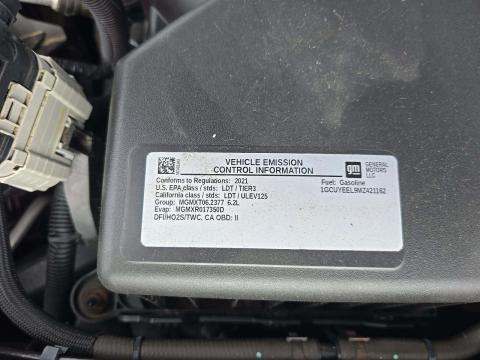 VEHICLE EMISSION
CONTROL INFORMATION
gm
GENERAL
MOTORS
LLC
Conforms to Regulations: 2021
U.S. EPA class / stds: LDT / TIER3
California class / stds: LDT / ULEV125
Group: MGMXT06.2377 6.2L
Evap: MGMXR017350D
DFI/HO2S/TWC, CA OBD: II
Fuel: Gasoline